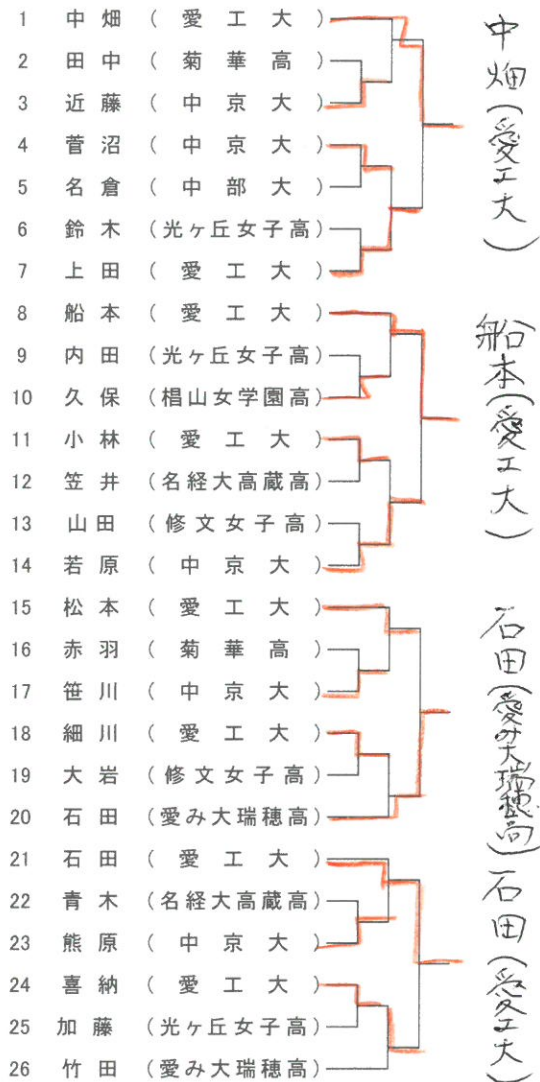 1 中畑 (愛工大)
2 田中 (菊華高)
3 近藤 (中京大)
4 菅沼 (中京大)
5 名倉 (中部大)
6 鈴木 (光ヶ丘女子高)
7 上田 (愛工大)
8 船本 (愛工大)
9 内田 (光ヶ丘女子高)
10 久保 (椙山女学園高)
11 小林 (愛工大)
12 笠井 (名経大高蔵高)
13 山田 (修文女子高)
14 若原 (中京大)
15 松本 (愛工大)
16 赤羽 (菊華高)
17 笹川 (中京大)
18 細川 (愛工大)
19 大岩 (修文女子高)
20 石田 (愛み大瑞穂高)
21 石田 (愛工大)
22 青木 (名経大高蔵高)
23 熊原 (中京大)
24 喜納 (愛工大)
25 加藤 (光ヶ丘女子高)
26 竹田 (愛み大瑞穂高)
中畑(愛工大)
船本(愛工大)
石田(愛み大瑞穂高)
石田(愛工大)